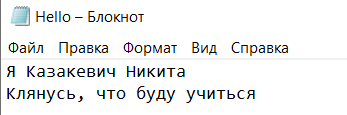 Hello – Блокнот
Файл Правка Формат Вид Справка
Я Казакевич Никита
Клянусь, что буду учиться